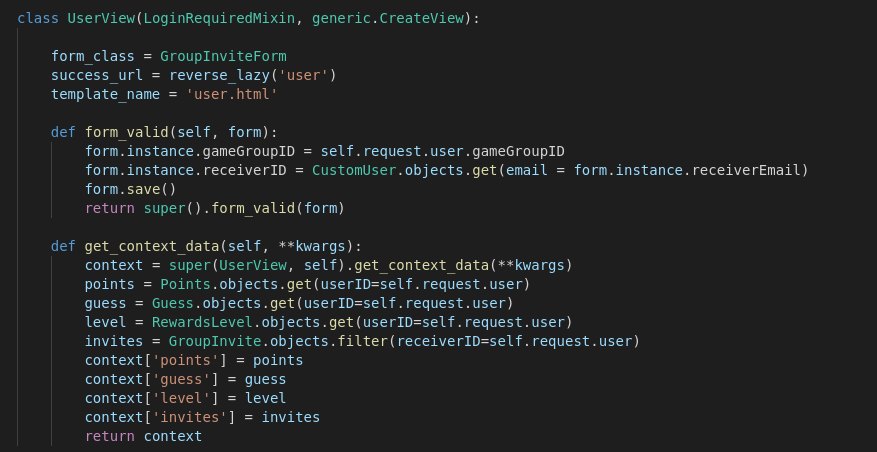 class UserView(LoginRequiredMixin, generic.CreateView):
    form_class = GroupInviteForm
    success_url = reverse_lazy('user')
    template_name = 'user.html'
    def form_valid(self, form):
        form.instance.gameGroupID = self.request.user.gameGroupID
        form.instance.receiverID = CustomUser.objects.get(email = form.instance.receiverEmail)
        form.save()
        return super().form_valid(form)
    def get_context_data(self, **kwargs):
        context = super(UserView, self).get_context_data(**kwargs)
        points = Points.objects.get(userID=self.request.user)
        guess = Guess.objects.get(userID=self.request.user)
        level = RewardsLevel.objects.get(userID=self.request.user)
        invites = GroupInvite.objects.filter(receiverID=self.request.user)
        context['points'] = points
        context['guess'] = guess
        context['level'] = level
        context['invites'] = invites
        return context